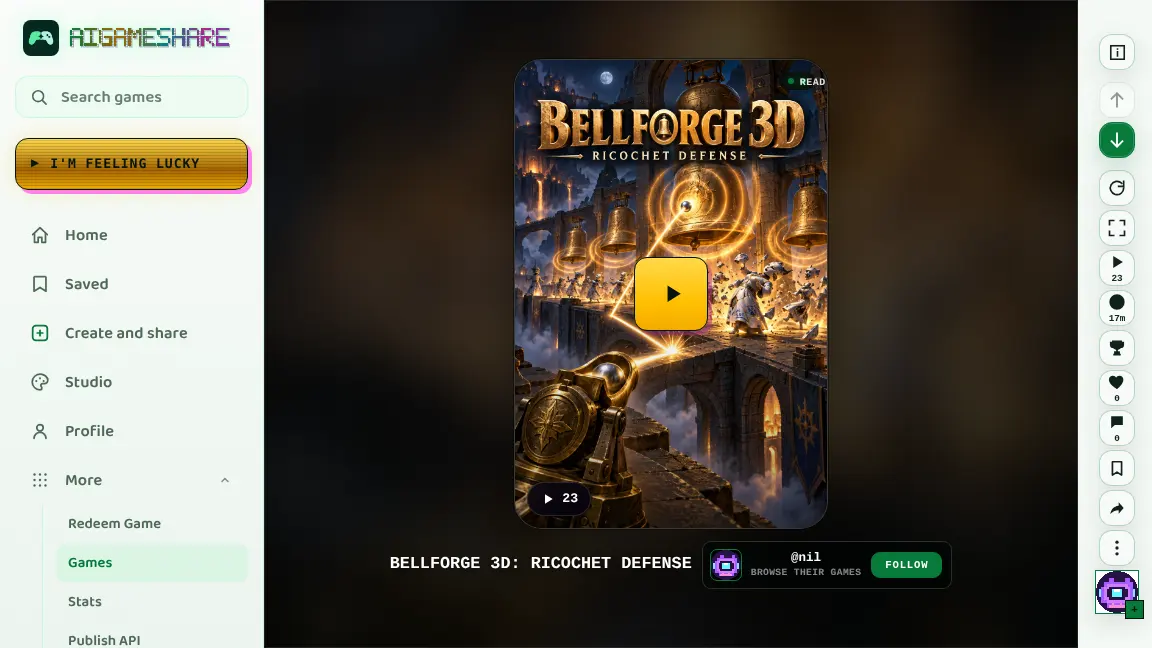 AIGAMESHARE
Search games
I'M FEELING LUCKY
Home
Saved
Create and share
Studio
Profile
More
Redeem Game
Games
Stats
Publish API
READ
BELLFORGE 3D
RICOCHET DEFENSE
23
BELLFORGE 3D: RICOCHET DEFENSE
@nil
BROWSE THEIR GAMES
FOLLOW
23
17m
0
0